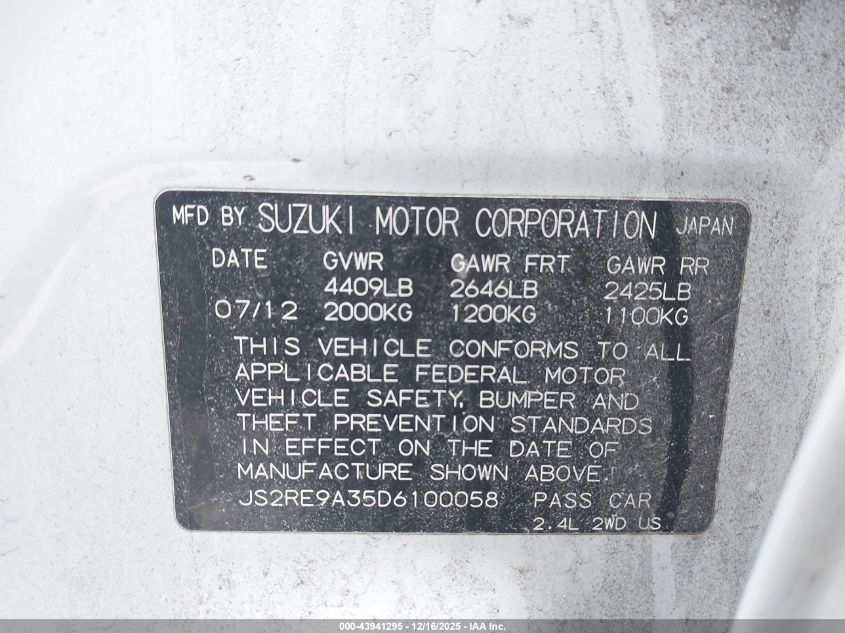 MFD BY SUZUKI MOTOR CORPORATION JAPAN
DATE GVWR GAWR FRT GAWR RR
4409LB 2646LB 2425LB
07/12 2000KG 1200KG 1100KG
THIS VEHICLE CONFORMS TO ALL
APPLICABLE FEDERAL MOTOR
VEHICLE SAFETY, BUMPER AND
THEFT PREVENTION STANDARDS
IN EFFECT ON THE DATE OF
MANUFACTURE SHOWN ABOVE.
JS2RE9A35D6100058 PASS CAR
2.4L 2WD US
000-43941295 - 12/16/2025 - IAA Inc.